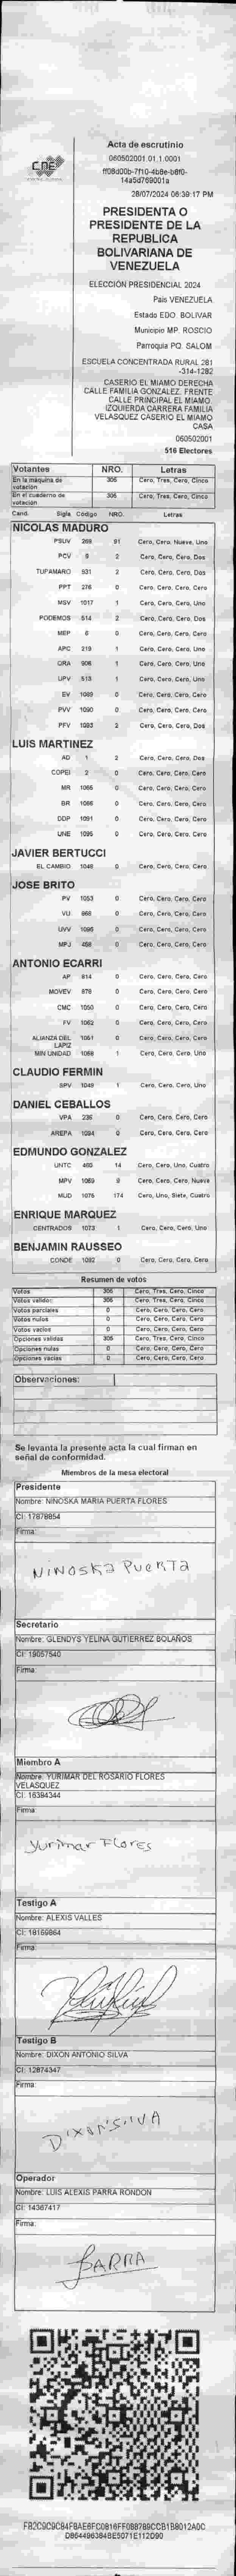 CNE
Acta de escrutinio
060502001.01.1.0001
ff08d00b-7f10-4b8e-b6f0-
14a5d769001a
28/07/2024 06:39:17 PM
PRESIDENTA O
PRESIDENTE DE LA
REPUBLICA
BOLIVARIANA DE
VENEZUELA
ELECCIÓN PRESIDENCIAL 2024
País VENEZUELA
Estado EDO. BOLIVAR
Municipio MP. ROSCIO
Parroquia PQ. SALOM
ESCUELA CONCENTRADA RURAL 281
-314-1282
CASERIO EL MIAMO DERECHA
CALLE FAMILIA GONZALEZ. FRENTE
CALLE PRINCIPAL EL MIAMO.
IZQUIERDA CARRERA FAMILIA
VELASQUEZ CASERIO EL MIAMO
CASA
060502001
516 Electores
Votantes NRO. Letras
En la máquina de votación 305 Cero, Tres, Cero, Cinco
En el cuaderno de votación 305 Cero, Tres, Cero, Cinco
Cand. Sigla Código NRO. Letras
NICOLAS MADURO
PSUV 269 91 Cero, Cero, Nueve, Uno
PCV 9 2 Cero, Cero, Cero, Dos
TUPAMARO 531 2 Cero, Cero, Cero, Dos
PPT 276 0 Cero, Cero, Cero, Cero
MSV 1017 1 Cero, Cero, Cero, Uno
PODEMOS 514 2 Cero, Cero, Cero, Dos
MEP 6 0 Cero, Cero, Cero, Cero
APC 219 1 Cero, Cero, Cero, Uno
ORA 906 1 Cero, Cero, Cero, Uno
UPV 513 1 Cero, Cero, Cero, Uno
EV 1089 0 Cero, Cero, Cero, Cero
PVV 1090 0 Cero, Cero, Cero, Cero
PFV 1093 2 Cero, Cero, Cero, Dos
LUIS MARTINEZ
AD 1 2 Cero, Cero, Cero, Dos
COPEI 2 0 Cero, Cero, Cero, Cero
MR 1065 0 Cero, Cero, Cero, Cero
BR 1066 0 Cero, Cero, Cero, Cero
DDP 1091 0 Cero, Cero, Cero, Cero
UNE 1095 0 Cero, Cero, Cero, Cero
JAVIER BERTUCCI
EL CAMBIO 1048 0 Cero, Cero, Cero, Cero
JOSE BRITO
PV 1053 0 Cero, Cero, Cero, Cero
VU 968 0 Cero, Cero, Cero, Cero
UVV 1096 0 Cero, Cero, Cero, Cero
MPJ 458 0 Cero, Cero, Cero, Cero
ANTONIO ECARRI
AP 814 0 Cero, Cero, Cero, Cero
MOVEV 878 0 Cero, Cero, Cero, Cero
CMC 1050 0 Cero, Cero, Cero, Cero
FV 1062 0 Cero, Cero, Cero, Cero
ALIANZA DEL LAPIZ 1051 0 Cero, Cero, Cero, Cero
MIN UNIDAD 1058 1 Cero, Cero, Cero, Uno
CLAUDIO FERMIN
SPV 1049 1 Cero, Cero, Cero, Uno
DANIEL CEBALLOS
VPA 236 0 Cero, Cero, Cero, Cero
AREPA 1094 0 Cero, Cero, Cero, Cero
EDMUNDO GONZALEZ
UNTC 460 14 Cero, Cero, Uno, Cuatro
MPV 1069 9 Cero, Cero, Cero, Nueve
MUD 1075 174 Cero, Uno, Siete, Cuatro
ENRIQUE MARQUEZ
CENTRADOS 1073 1 Cero, Cero, Cero, Uno
BENJAMIN RAUSSEO
CONDE 1092 0 Cero, Cero, Cero, Cero
Resumen de votos
Votos 305 Cero, Tres, Cero, Cinco
Votos validos: 305 Cero, Tres, Cero, Cinco
Votos parciales 0 Cero, Cero, Cero, Cero
Votos nulos 0 Cero, Cero, Cero, Cero
Votos vacios 0 Cero, Cero, Cero, Cero
Opciones validas 305 Cero, Tres, Cero, Cinco
Opciones nulas 0 Cero, Cero, Cero, Cero
Opciones vacias 0 Cero, Cero, Cero, Cero
Observaciones:
Se levanta la presente acta la cual firman en
señal de conformidad.
Miembros de la mesa electoral
Presidente
Nombre: NINOSKA MARIA PUERTA FLORES
CI: 17878854
Firma:
NINOSKA PUERTA
Secretario
Nombre: GLENDYS YELINA GUTIERREZ BOLAÑOS
CI: 19057540
Firma:
Miembro A
Nombre: YURIMAR DEL ROSARIO FLORES
VELASQUEZ
CI: 16394344
Firma:
Yurimar Flores
Testigo A
Nombre: ALEXIS VALLES
CI: 18169864
Firma:
Testigo B
Nombre: DIXON ANTONIO SILVA
CI: 12874347
Firma:
DIXON SILVA
Operador
Nombre: LUIS ALEXIS PARRA RONDON
CI: 14367417
Firma:
PARRA